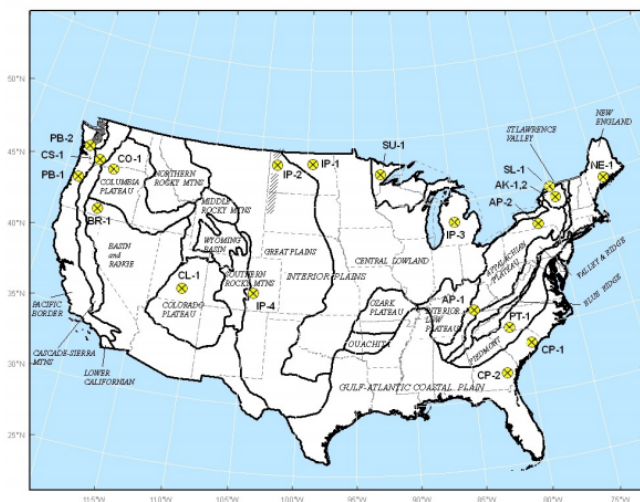 50°N
45°N
40°N
35°N
30°N
25°N
115°W
110°W
105°W
100°W
95°W
90°W
85°W
80°W
75°W
NEW
ENGLAND
ST.LAWRENCE
VALLEY
PB-2
CS-1
PB-1
CO-1
COLUMBIA
PLATEAU
NORTHERN
ROCKY MTNS
IP-2
IP-1
SU-1
SL-1
AK-1,2
AP-2
NE-1
BR-1
MIDDLE
ROCKY MTNS
WYOMING
BASIN
IP-3
BASIN
and
RANGE
GREAT PLAINS
INTERIOR PLAINS
CENTRAL LOWLAND
APPALACHIAN
PLATEAU
VALLEY & RIDGE
BLUE RIDGE
CL-1
COLORADO
PLATEAU
SOUTHERN
ROCKY MTNS
IP-4
OZARK
PLATEAU
OUACHITA
AP-1
INTERIOR
LOW
PLATEAU
PT-1
PIEDMONT
CP-1
CP-2
PACIFIC
BORDER
CASCADE-SIERRA
MTNS
LOWER
CALIFORNIAN
GULF-ATLANTIC COASTAL PLAIN